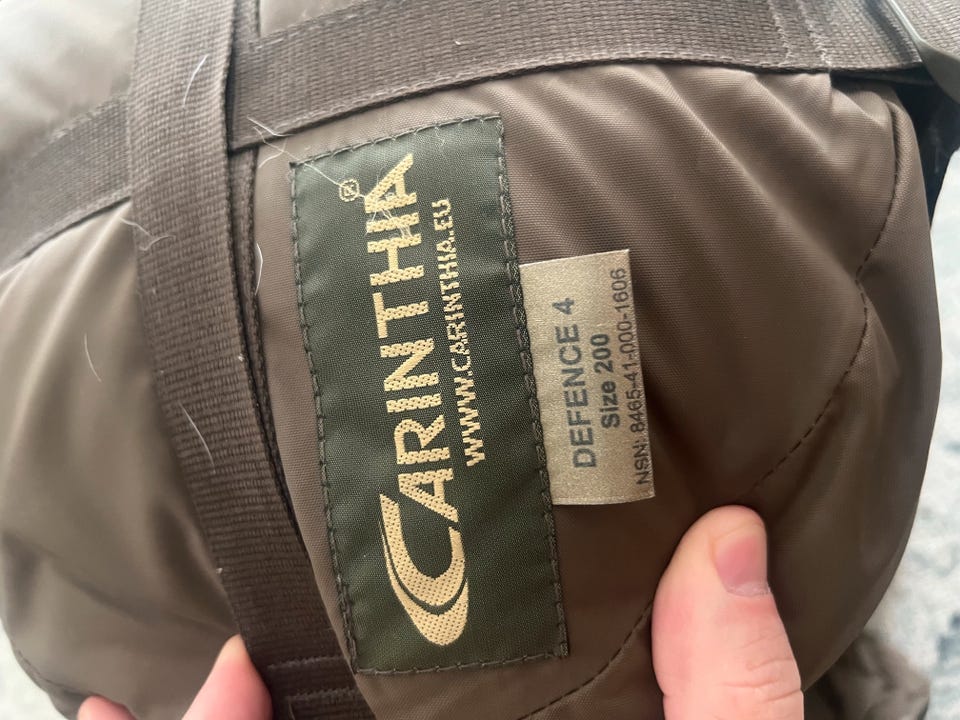 CARINTHIA®
WWW.CARINTHIA.EU
DEFENCE 4
Size 200
NSN: 8465-41-000-1606